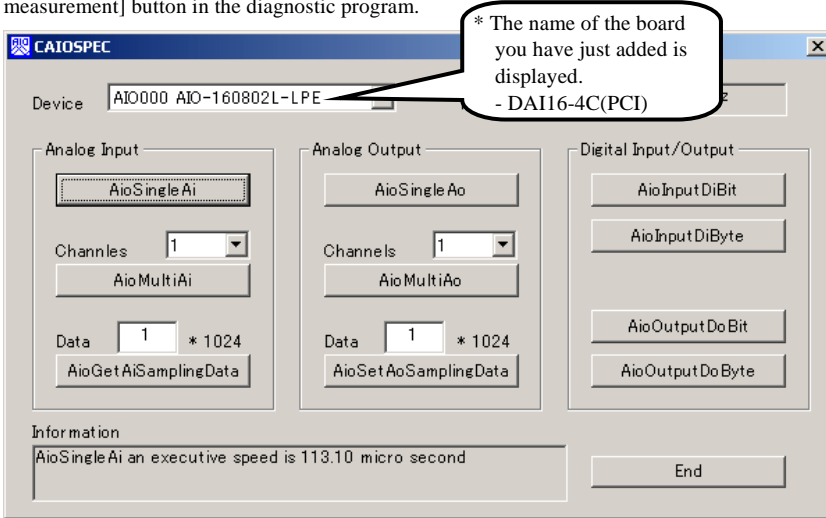 measurement] button in the diagnostic program.
* The name of the board
you have just added is
displayed.
- DAI16-4C(PCI)
CAIOSPEC
Device AIO000 AIO-160802L-LPE
Analog Input
AioSingleAi
Channles 1
AioMultiAi
Data 1 * 1024
AioGetAiSamplingData
Analog Output
AioSingleAo
Channels 1
AioMultiAo
Data 1 * 1024
AioSetAoSamplingData
Digital Input/Output
AioInputDiBit
AioInputDiByte
AioOutputDoBit
AioOutputDoByte
Information
AioSingleAi an executive speed is 113.10 micro second
End